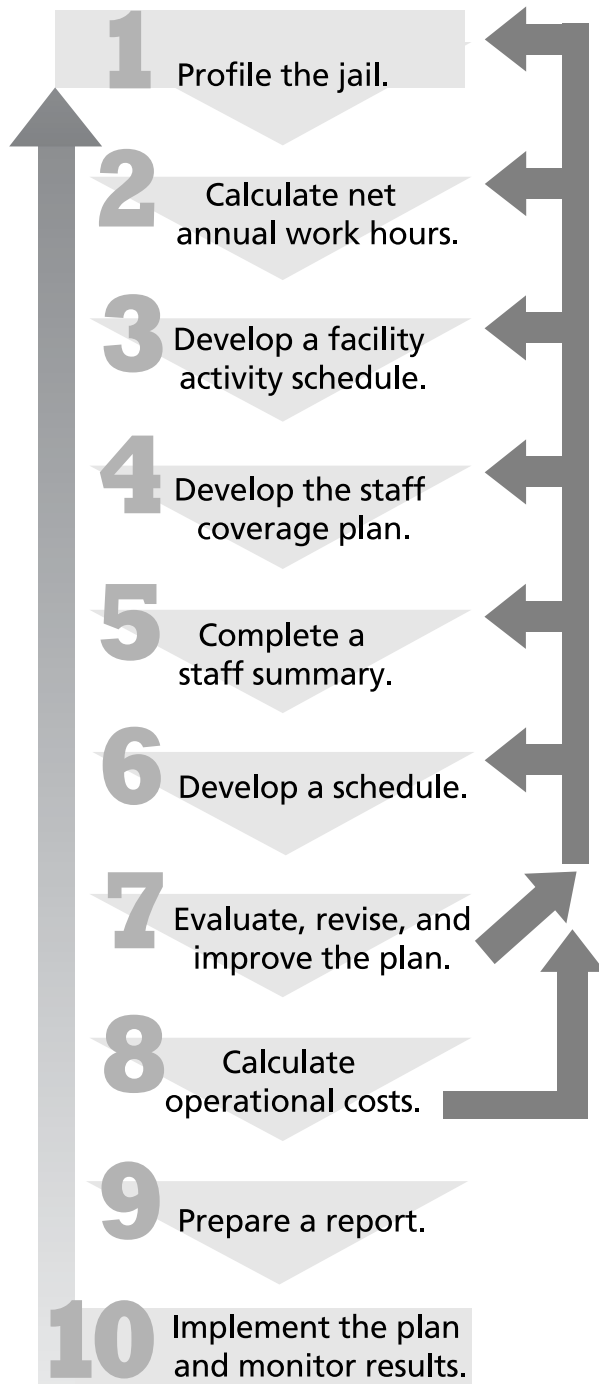 1 Profile the jail.
2 Calculate net
annual work hours.
3 Develop a facility
activity schedule.
4 Develop the staff
coverage plan.
5 Complete a
staff summary.
6 Develop a schedule.
7 Evaluate, revise, and
improve the plan.
8 Calculate
operational costs.
9 Prepare a report.
10 Implement the plan
and monitor results.